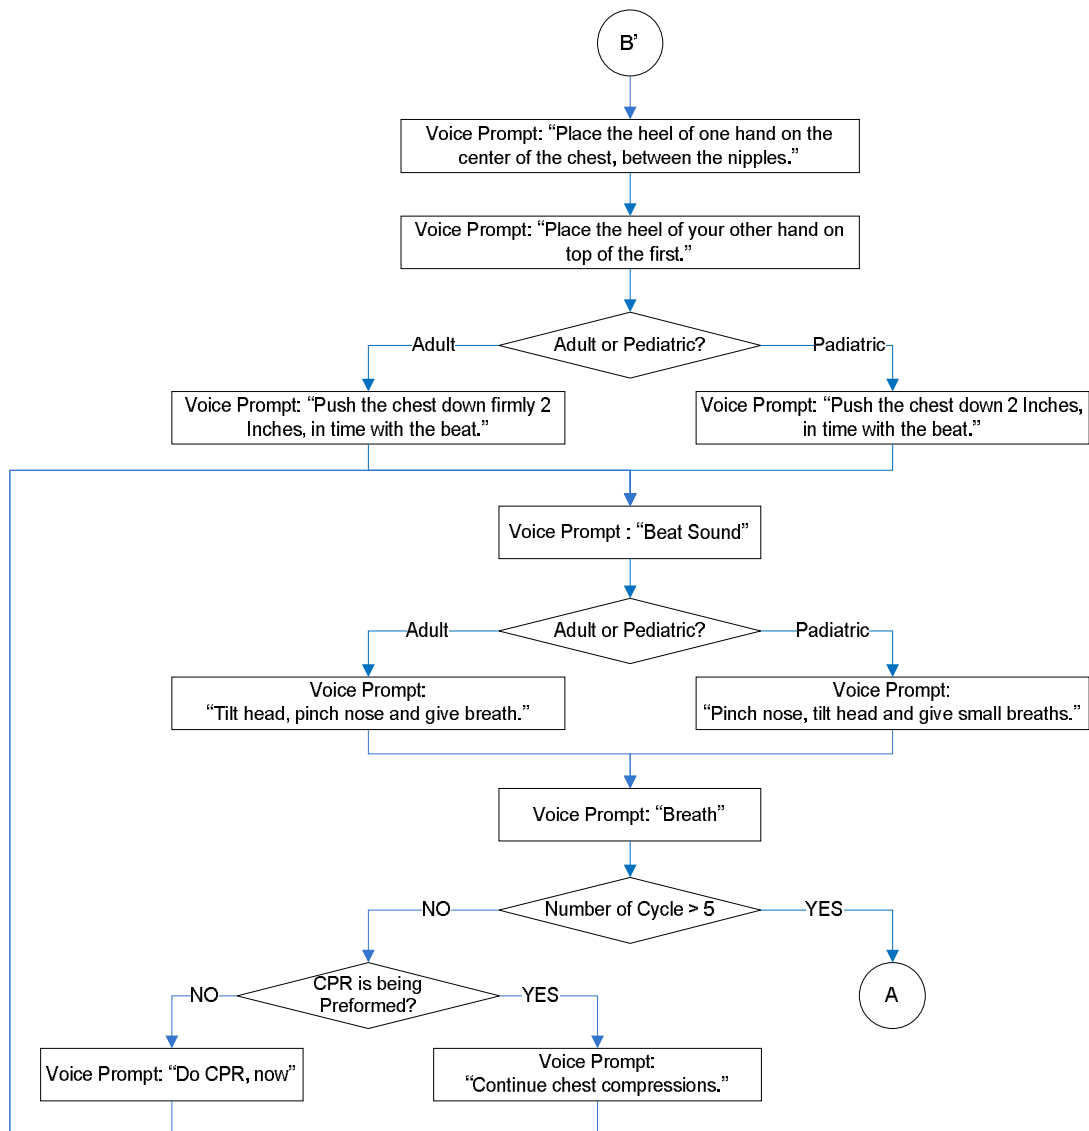 B’
Voice Prompt: “Place the heel of one hand on the
center of the chest, between the nipples.”
Voice Prompt: “Place the heel of your other hand on
top of the first.”
Adult
Adult or Pediatric?
Padiatric
Voice Prompt: “Push the chest down firmly 2
Inches, in time with the beat.”
Voice Prompt: “Push the chest down 2 Inches,
in time with the beat.”
Voice Prompt : “Beat Sound”
Adult
Adult or Pediatric?
Padiatric
Voice Prompt:
“Tilt head, pinch nose and give breath.”
Voice Prompt:
“Pinch nose, tilt head and give small breaths.”
Voice Prompt: “Breath”
NO
Number of Cycle > 5
YES
A
NO
CPR is being
Preformed?
YES
Voice Prompt: “Do CPR, now”
Voice Prompt:
“Continue chest compressions.”